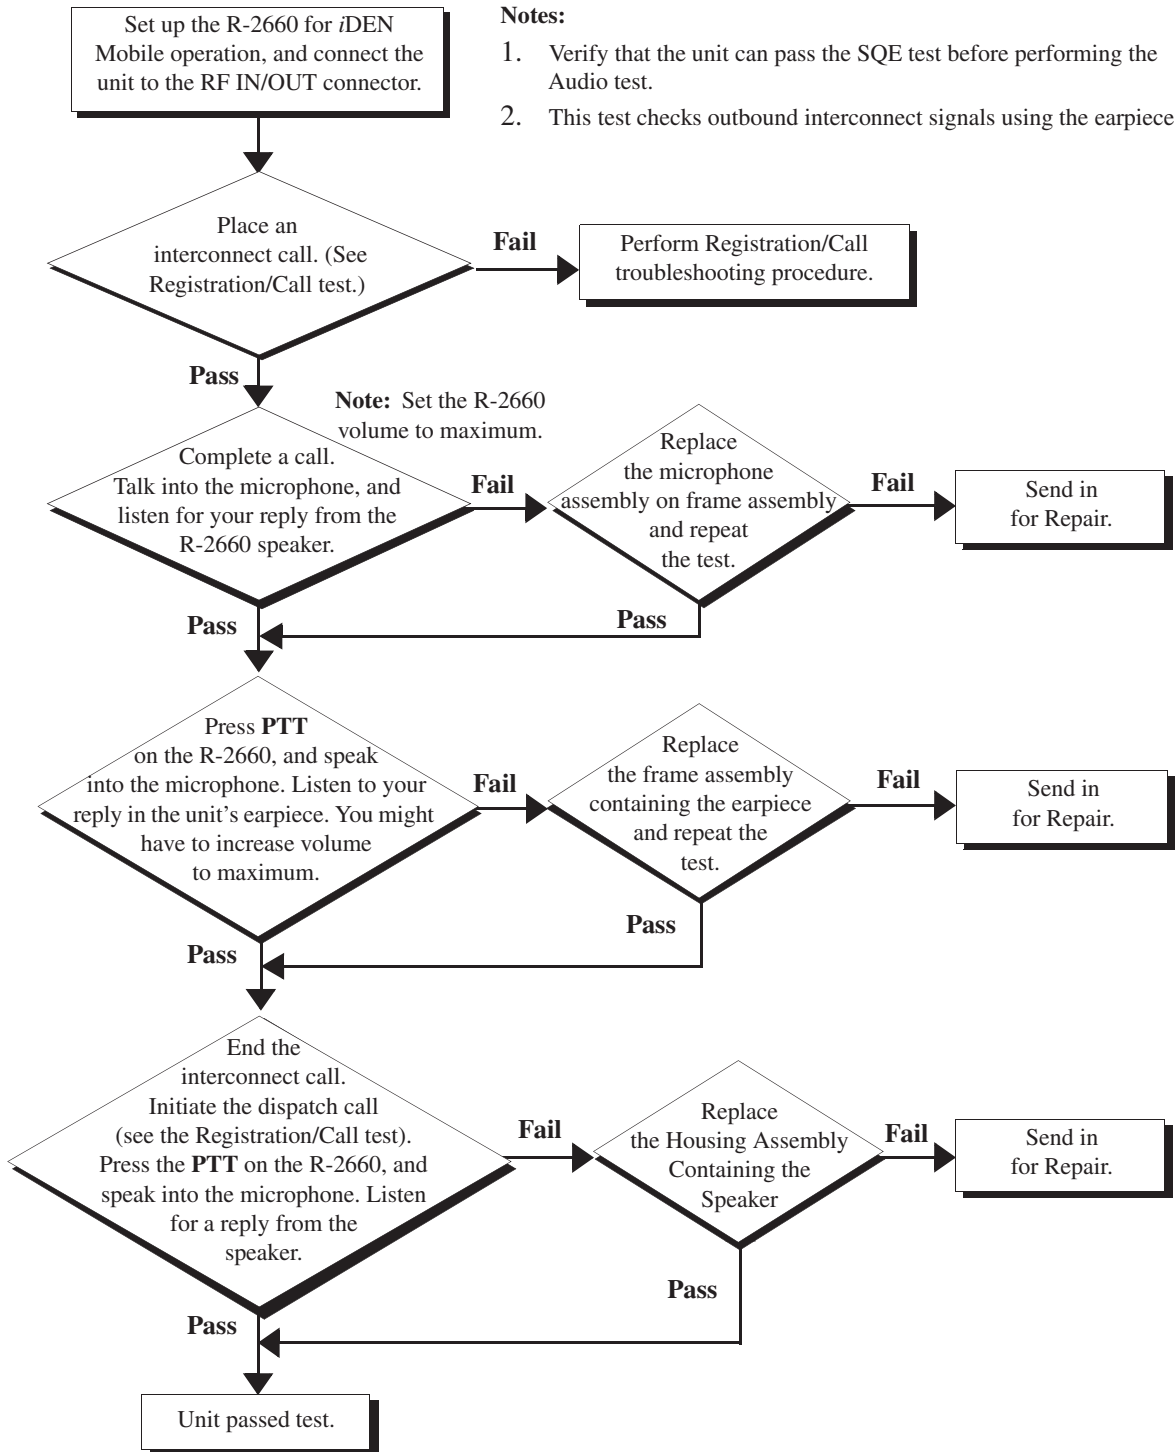 Set up the R-2660 for iDEN
Mobile operation, and connect the
unit to the RF IN/OUT connector.
Notes:
1. Verify that the unit can pass the SQE test before performing the
Audio test.
2. This test checks outbound interconnect signals using the earpiece
Place an
interconnect call. (See
Registration/Call test.)
Fail
Perform Registration/Call
troubleshooting procedure.
Pass
Note: Set the R-2660
volume to maximum.
Complete a call.
Talk into the microphone, and
listen for your reply from the
R-2660 speaker.
Fail
Replace
the microphone
assembly on frame assembly
and repeat
the test.
Fail
Send in
for Repair.
Pass
Pass
Press PTT
on the R-2660, and speak
into the microphone. Listen to your
reply in the unit's earpiece. You might
have to increase volume
to maximum.
Fail
Replace
the frame assembly
containing the earpiece
and repeat the
test.
Fail
Send in
for Repair.
Pass
Pass
End the
interconnect call.
Initiate the dispatch call
(see the Registration/Call test).
Press the PTT on the R-2660, and
speak into the microphone. Listen
for a reply from the
speaker.
Fail
Replace
the Housing Assembly
Containing the
Speaker
Fail
Send in
for Repair.
Pass
Pass
Unit passed test.